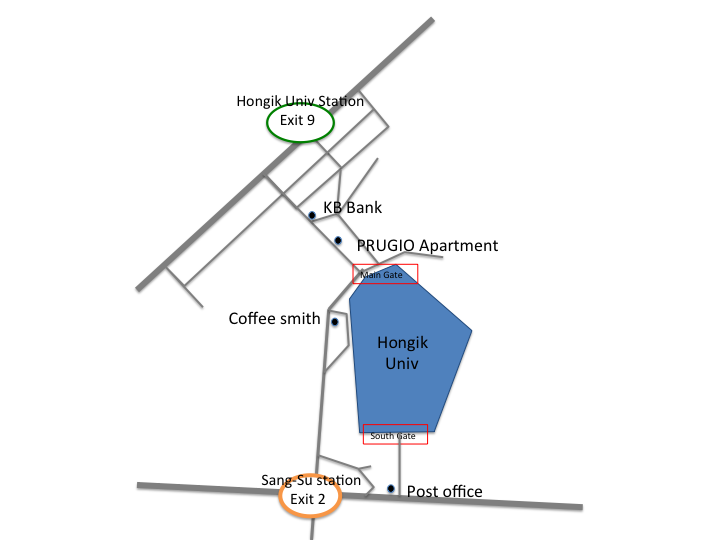 Hongik Univ Station
Exit 9
KB Bank
PRUGIO Apartment
Main Gate
Coffee smith
Hongik
Univ
South Gate
Sang-Su station
Exit 2
Post office